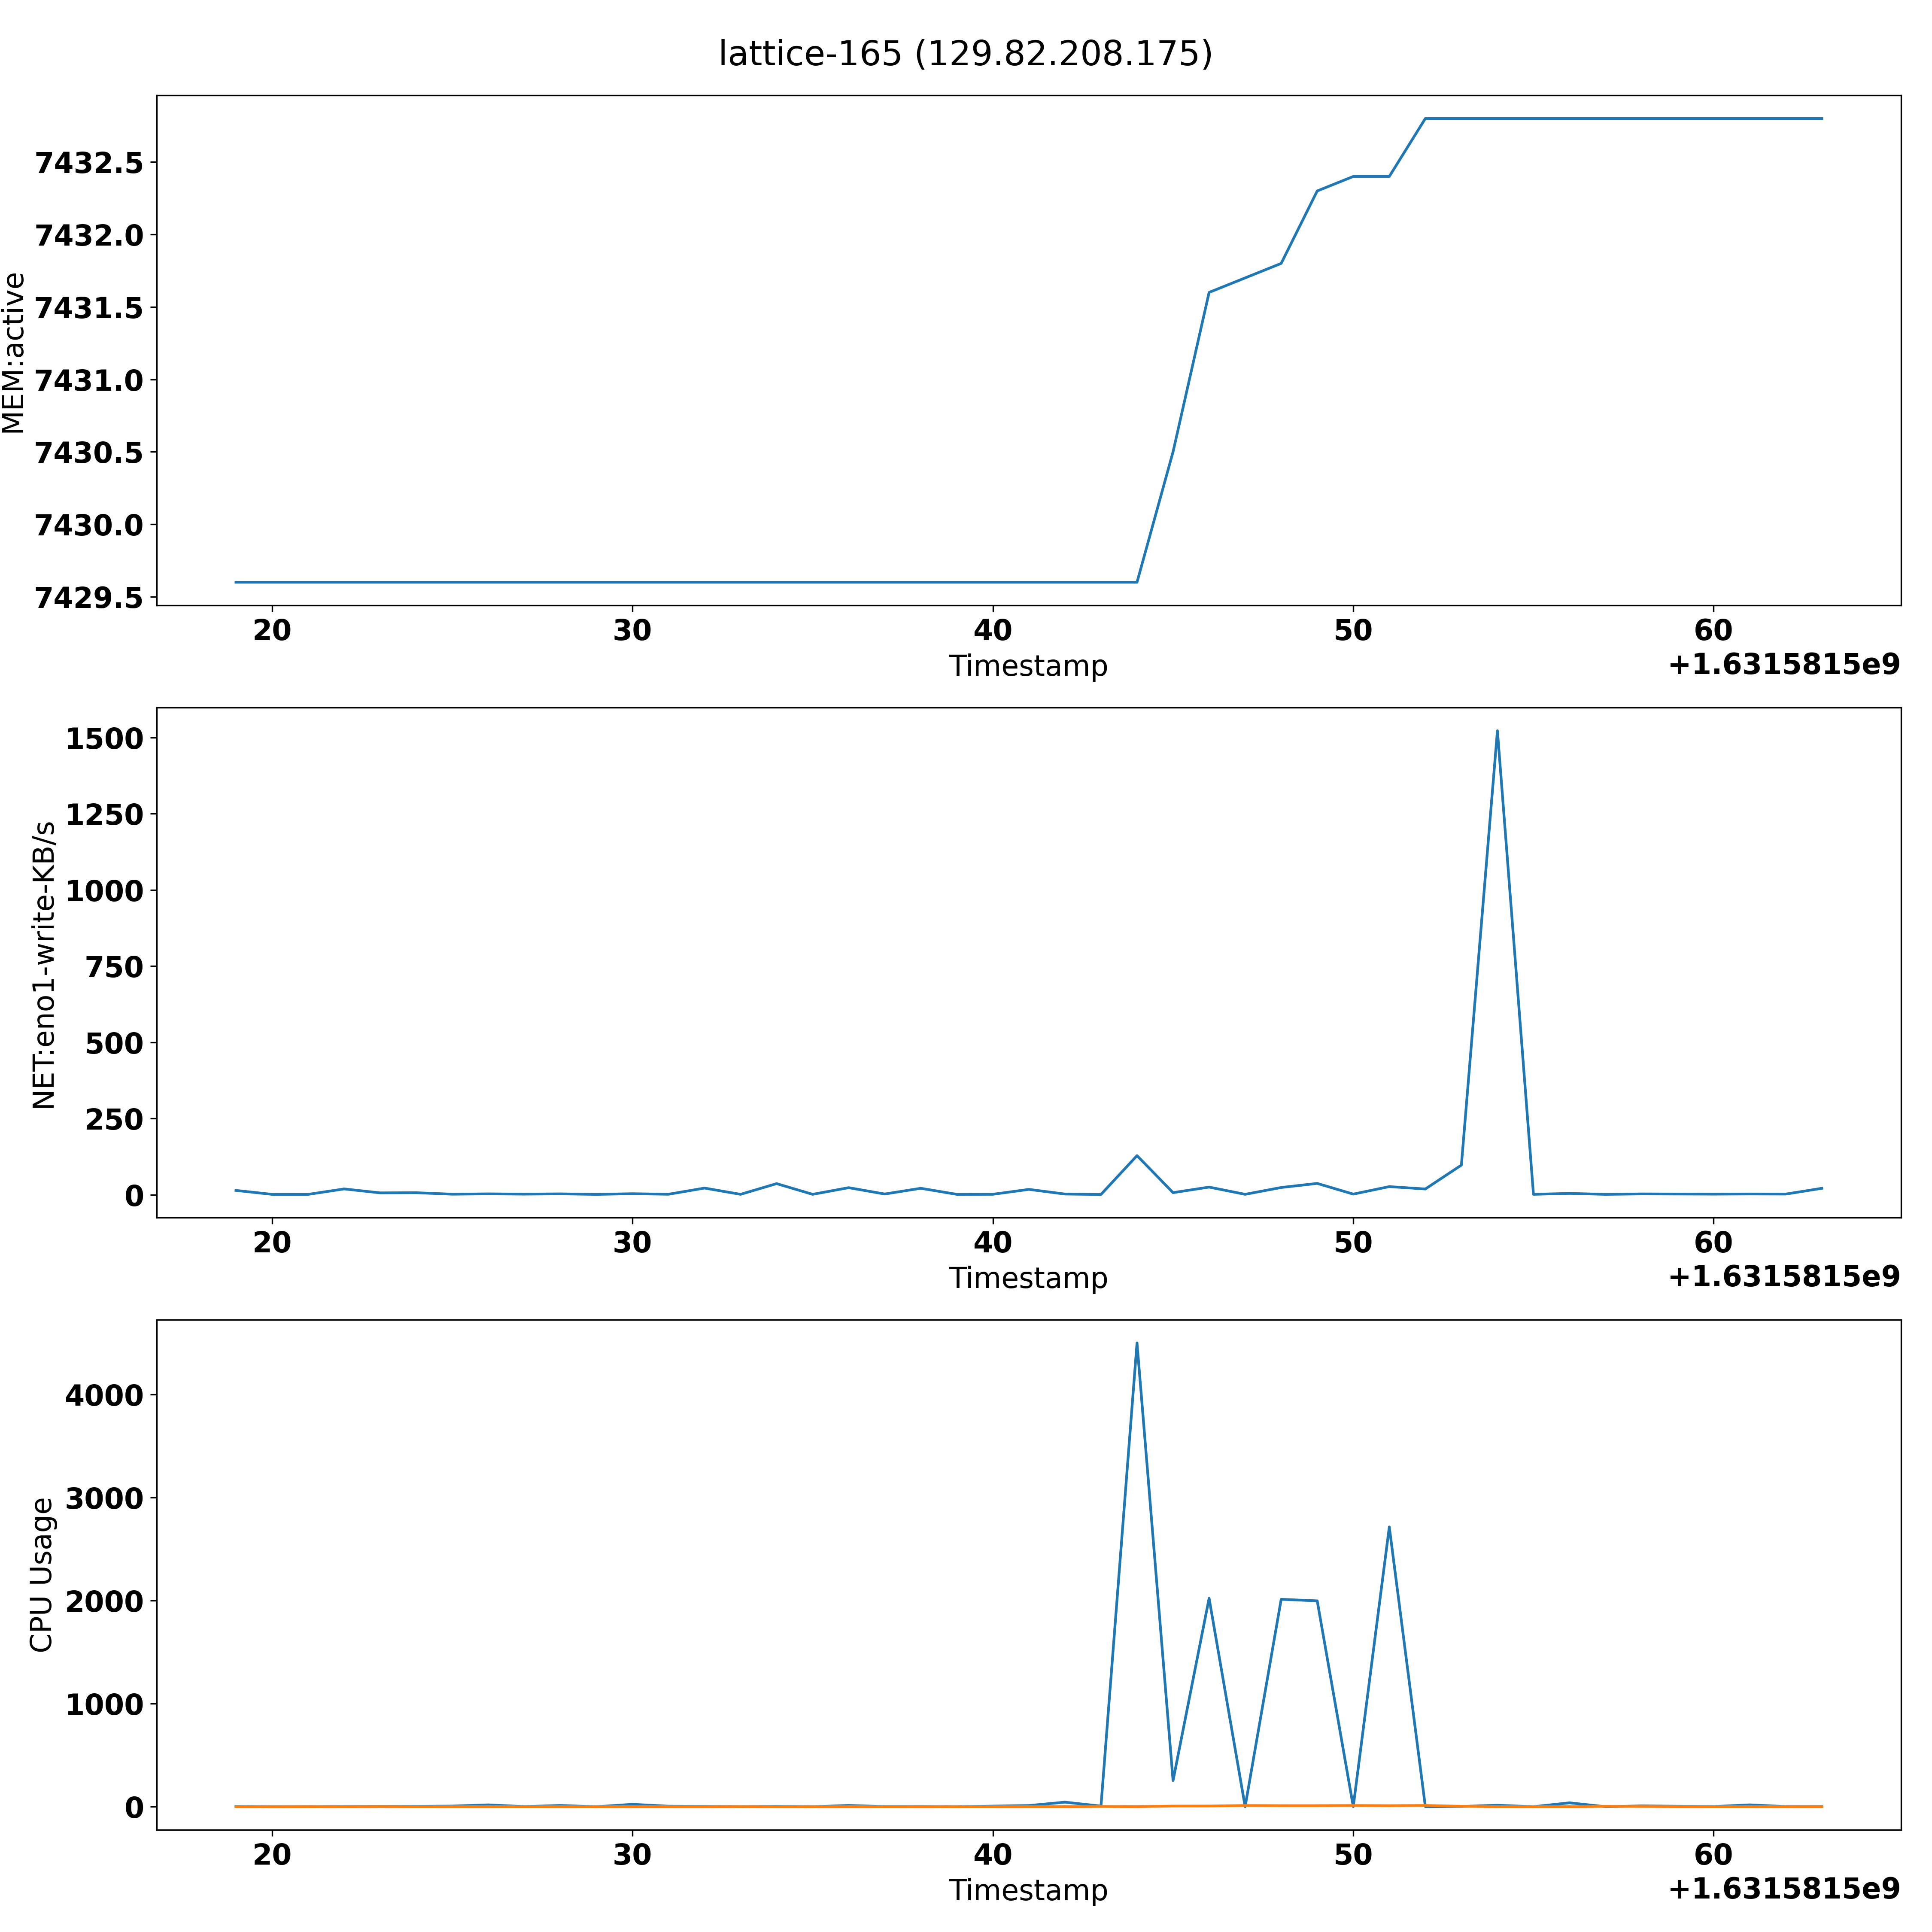 lattice-165 (129.82.208.175)
MEM:active
7432.5
7432.0
7431.5
7431.0
7430.5
7430.0
7429.5
20 30 40 50 60
Timestamp
+1.6315815e9
NET:eno1-write-KB/s
1500
1250
1000
750
500
250
0
20 30 40 50 60
Timestamp
+1.6315815e9
CPU Usage
4000
3000
2000
1000
0
20 30 40 50 60
Timestamp
+1.6315815e9